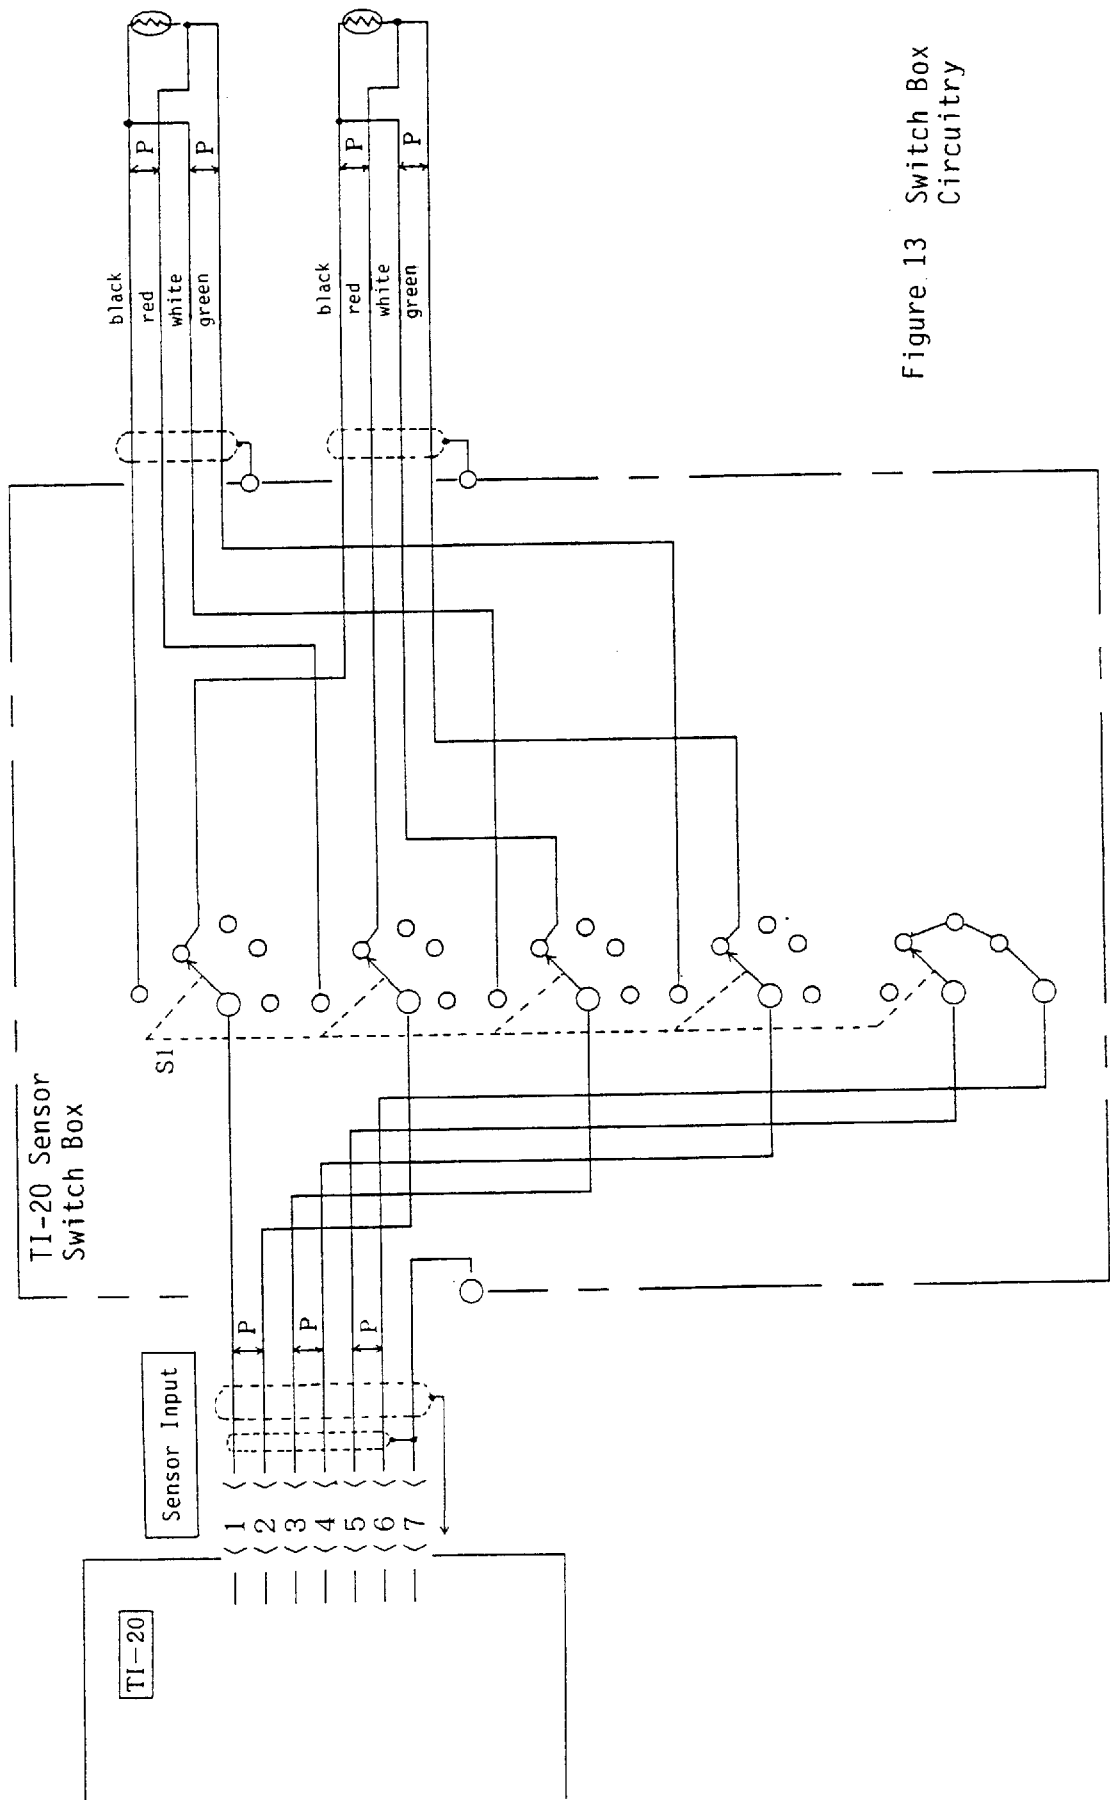 TI-20
Sensor Input
1
2
3
4
5
6
7
P
P
P
TI-20 Sensor
Switch Box
S1
black
red
white
green
P
P
black
red
white
green
P
P
Figure 13 Switch Box
Circuitry